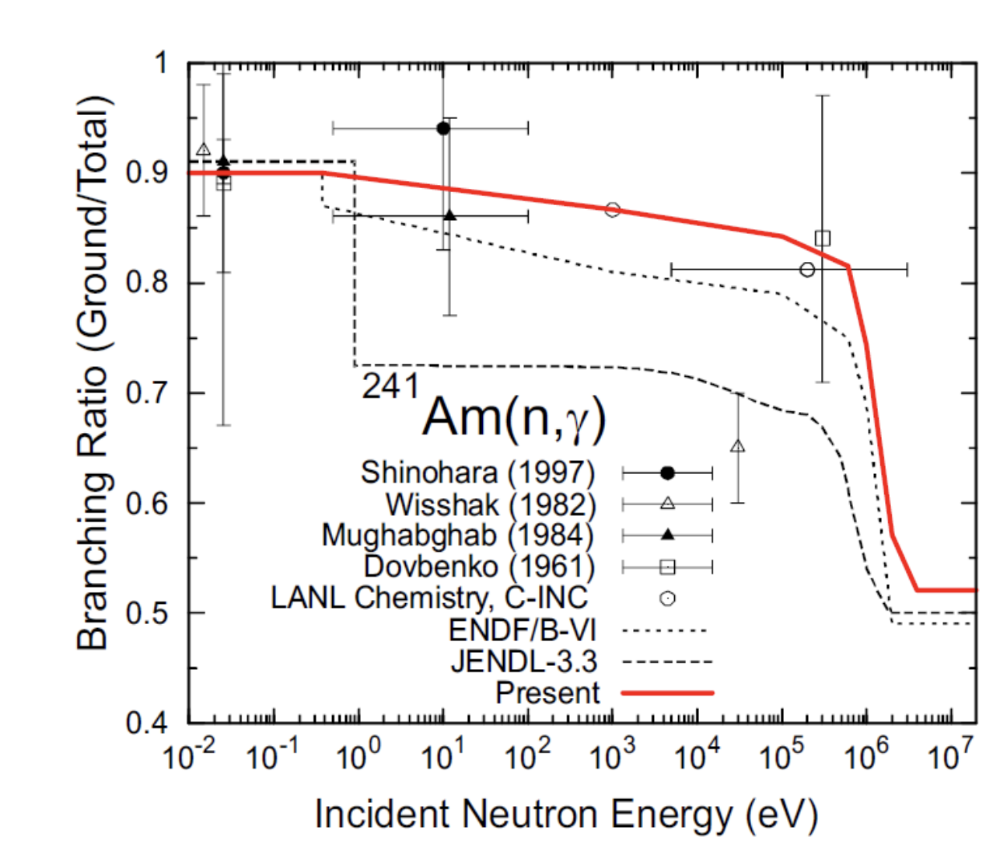 Branching Ratio (Ground/Total)
1
0.9
0.8
0.7
0.6
0.5
0.4
²⁴¹Am(n,γ)
Shinohara (1997)
Wisshak (1982)
Mughabghab (1984)
Dovbenko (1961)
LANL Chemistry, C-INC
ENDF/B-VI
JENDL-3.3
Present
10⁻² 10⁻¹ 10⁰ 10¹ 10² 10³ 10⁴ 10⁵ 10⁶ 10⁷
Incident Neutron Energy (eV)